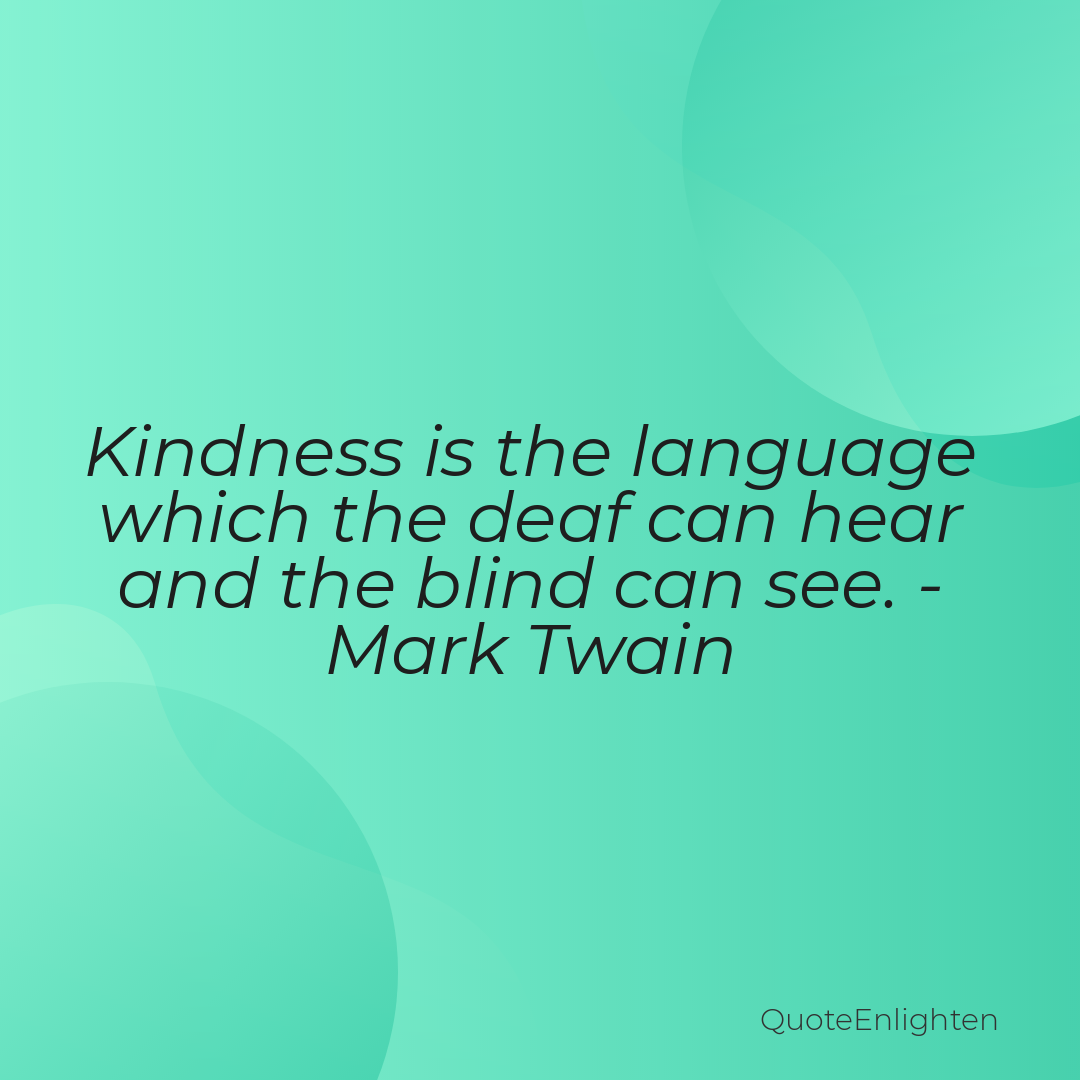 Kindness is the language
which the deaf can hear
and the blind can see. -
Mark Twain
QuoteEnlighten